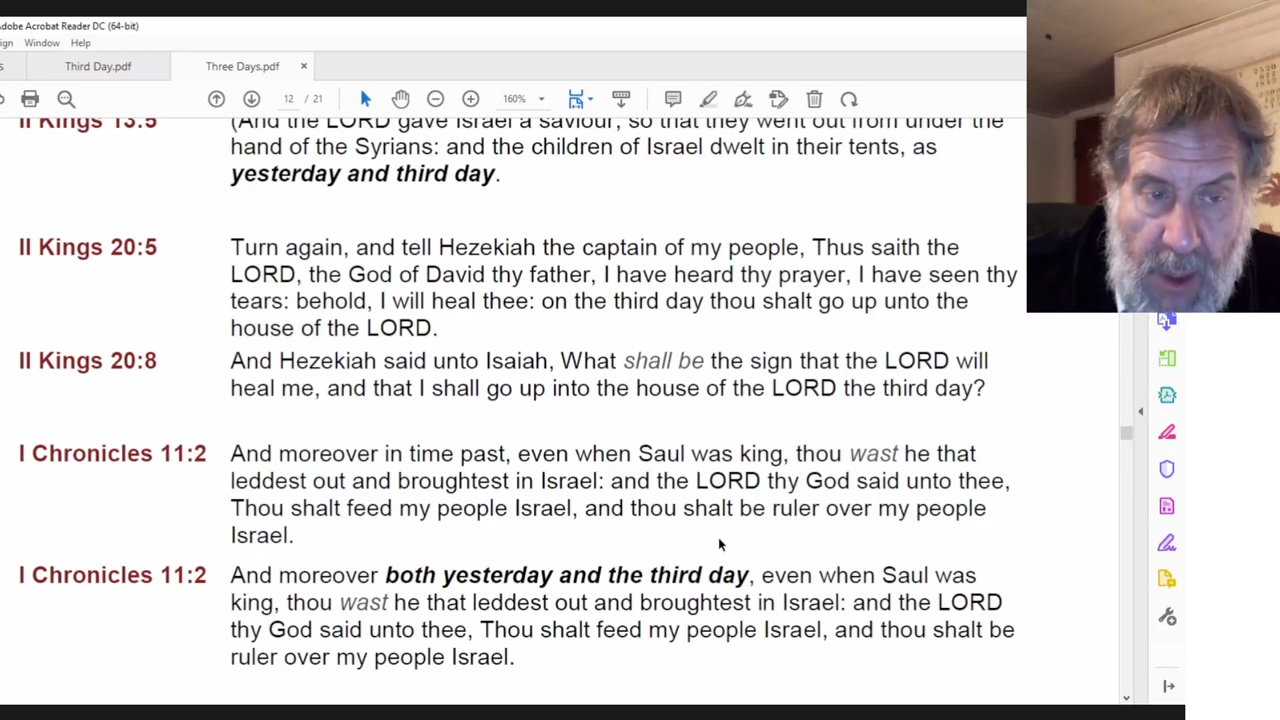 Adobe Acrobat Reader DC (64-bit)
ign Window Help
s Third Day.pdf Three Days.pdf ×
12 / 21 160%
II Kings 13:5 (And the LORD gave Israel a saviour, so that they went out from under the
hand of the Syrians: and the children of Israel dwelt in their tents, as
yesterday and third day.
II Kings 20:5 Turn again, and tell Hezekiah the captain of my people, Thus saith the
LORD, the God of David thy father, I have heard thy prayer, I have seen thy
tears: behold, I will heal thee: on the third day thou shalt go up unto the
house of the LORD.
II Kings 20:8 And Hezekiah said unto Isaiah, What shall be the sign that the LORD will
heal me, and that I shall go up into the house of the LORD the third day?
I Chronicles 11:2 And moreover in time past, even when Saul was king, thou wast he that
leddest out and broughtest in Israel: and the LORD thy God said unto thee,
Thou shalt feed my people Israel, and thou shalt be ruler over my people
Israel.
I Chronicles 11:2 And moreover both yesterday and the third day, even when Saul was
king, thou wast he that leddest out and broughtest in Israel: and the LORD
thy God said unto thee, Thou shalt feed my people Israel, and thou shalt be
ruler over my people Israel.